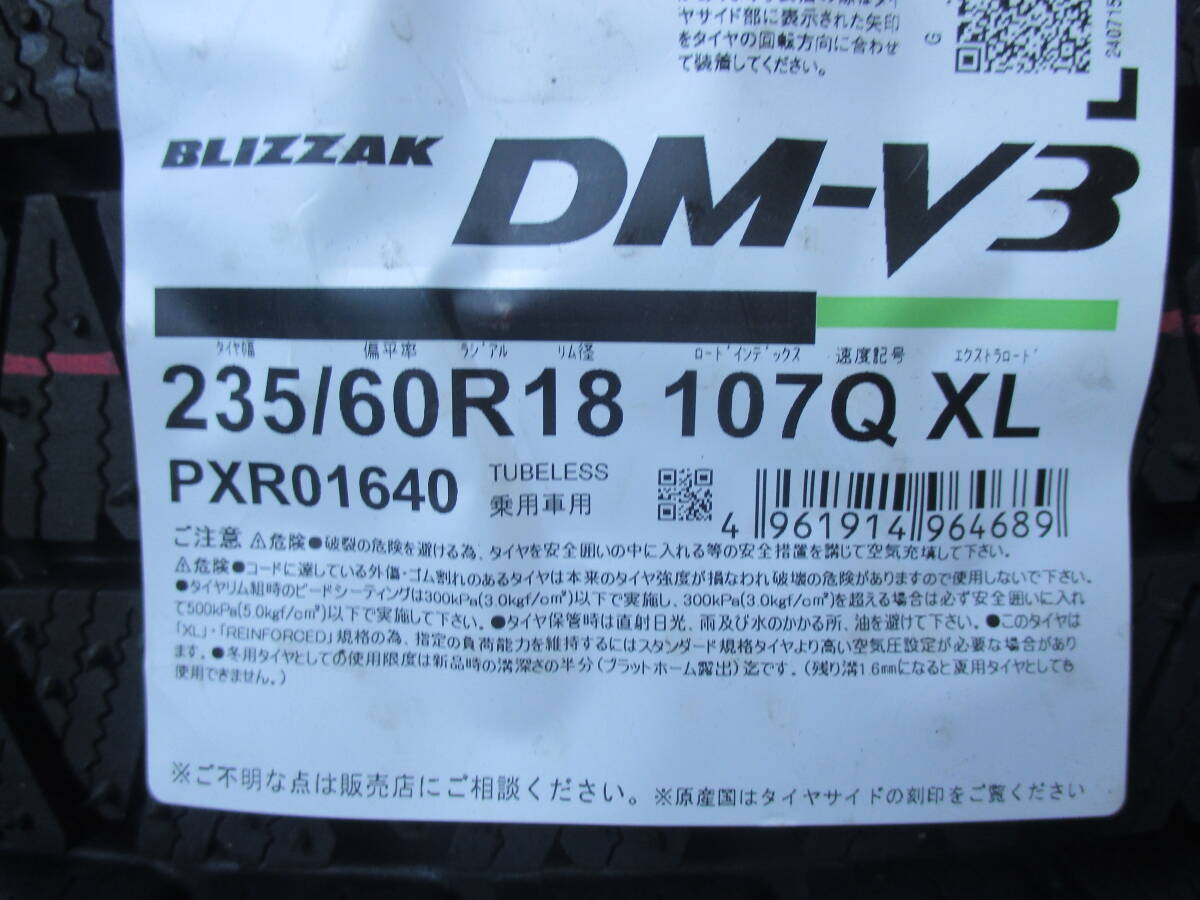 ヤサイド部に表示された矢印
をタイヤの回転方向に合わせ
て装着してください。
G
240715
L
BLIZZAK DM-V3
タイヤ幅 偏平率 ラジアル リム径 ロードインデックス 速度記号 エクストラロード
235/60R18 107Q XL
PXR01640 TUBELESS
乗用車用
4 961914 964689
ご注意 ⚠危険●破裂の危険を避ける為、タイヤを安全囲いの中に入れる等の安全措置を講じて空気充填して下さい。
⚠危険●コードに達している外傷・ゴム割れのあるタイヤは本来のタイヤ強度が損なわれ破壊の危険がありますので使用しないで下さい。
●タイヤリム組時のビードシーティングは300kPa(3.0kgf/cm²)以下で実施し、300kPa(3.0kgf/cm²)を超える場合は必ず安全囲いに入れ
て500kPa(5.0kgf/cm²)以下で実施して下さい。●タイヤ保管時は直射日光、雨及び水のかかる所、油を避けて下さい。●このタイヤは
「XL」・「REINFORCED」規格の為、指定の負荷能力を維持するにはスタンダード規格タイヤより高い空気圧設定が必要な場合があり
ます。●冬用タイヤとしての使用限度は新品時の溝深さの半分(プラットホーム露出)迄です。(残り溝1.6mmになると夏用タイヤとしても
使用できません。)
※ご不明な点は販売店にご相談ください。 ※原産国はタイヤサイドの刻印をご覧ください